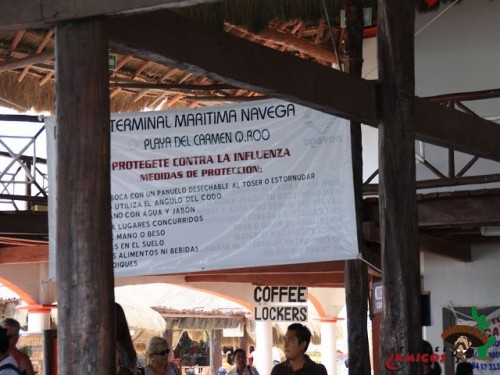 TERMINAL MARITIMA NAVEGA
PLAYA DEL CARMEN Q.ROO
PROTEGETE CONTRA LA INFLUENZA
MEDIDAS DE PROTECCION:
BOCA CON UN PAÑUELO DESECHABLE AL TOSER O ESTORNUDAR
UTILIZA EL ANGULO DEL CODO
CON AGUA Y JABÓN
A LUGARES CONCURRIDOS
MANO O BESO
EN EL SUELO
ALIMENTOS NI BEBIDAS
COFFEE
LOCKERS
AMIGOS